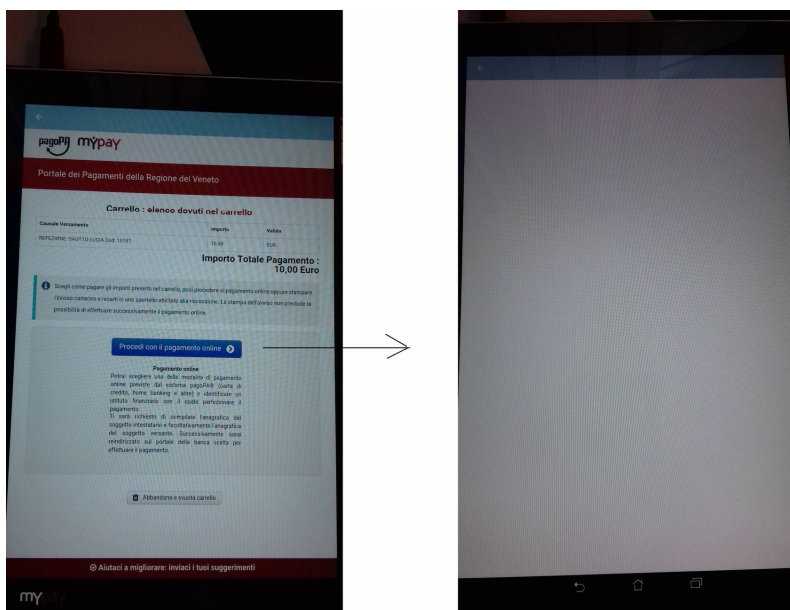 pagoPA mypay
Portale dei Pagamenti della Regione del Veneto
Carrello : elenco dovuti nel carrello
Causale Versamento Importo Valuta
REFEZIONE: SAUTTO LUCIA Cod. 10,00 EUR
Importo Totale Pagamento :
10,00 Euro
Scegli come pagare gli importi presenti nel carrello, puoi procedere al pagamento online oppure stampare
l'avviso cartaceo e recarti in uno sportello abilitato alla riscossione. La stampa dell'avviso non preclude la
possibilità di effettuare successivamente il pagamento online.
Procedi con il pagamento online
Pagamento online
Potrai scegliere una delle modalità di pagamento
online previste dal sistema pagoPA® (carta di
credito, home banking e altre) e identificare un
istituto finanziario con il quale perfezionare il
pagamento.
Ti sarà richiesto di compilare l'anagrafica del
soggetto intestatario e facoltativamente l'anagrafica
del soggetto versante. Successivamente sarai
reindirizzato sul portale della banca scelta per
effettuare il pagamento.
Abbandona e svuota carrello
Aiutaci a migliorare: inviaci i tuoi suggerimenti
mypay